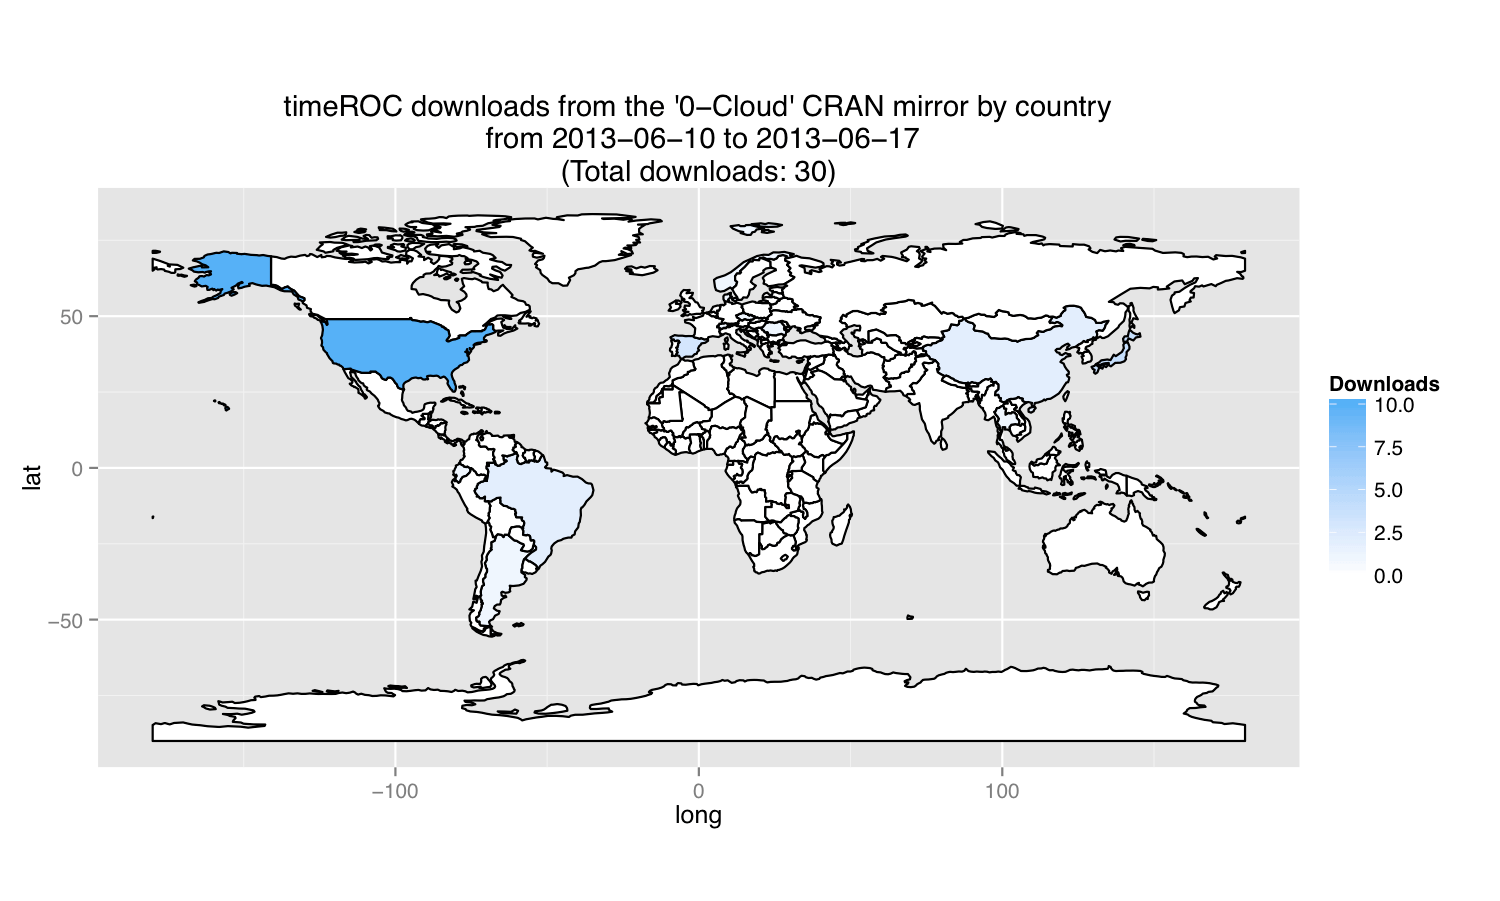 timeROC downloads from the '0−Cloud' CRAN mirror by country
from 2013−06−10 to 2013−06−17
(Total downloads: 30)
lat
50
0
−50
−100
0
100
long
Downloads
10.0
7.5
5.0
2.5
0.0